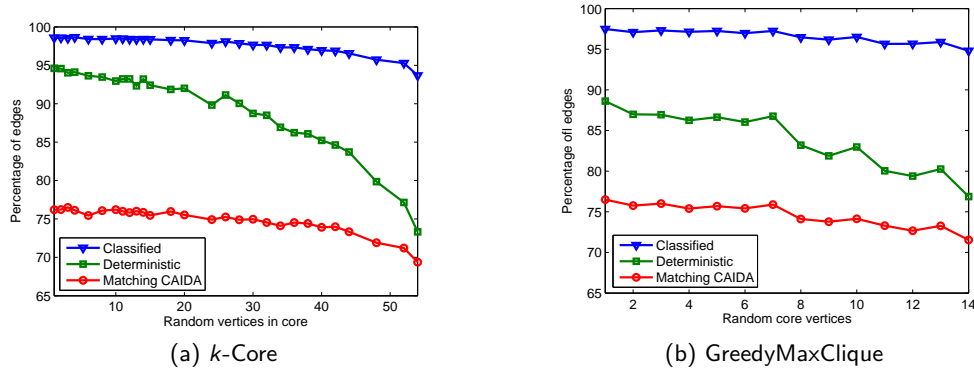 100
95
90
85
80
75
70
65
Percentage of edges
10 20 30 40 50
Random vertices in core
Classified
Deterministic
Matching CAIDA
(a) k-Core
100
95
90
85
80
75
70
65
Percentage ofl edges
2 4 6 8 10 12 14
Random core vertices
Classified
Deterministic
Matching CAIDA
(b) GreedyMaxClique